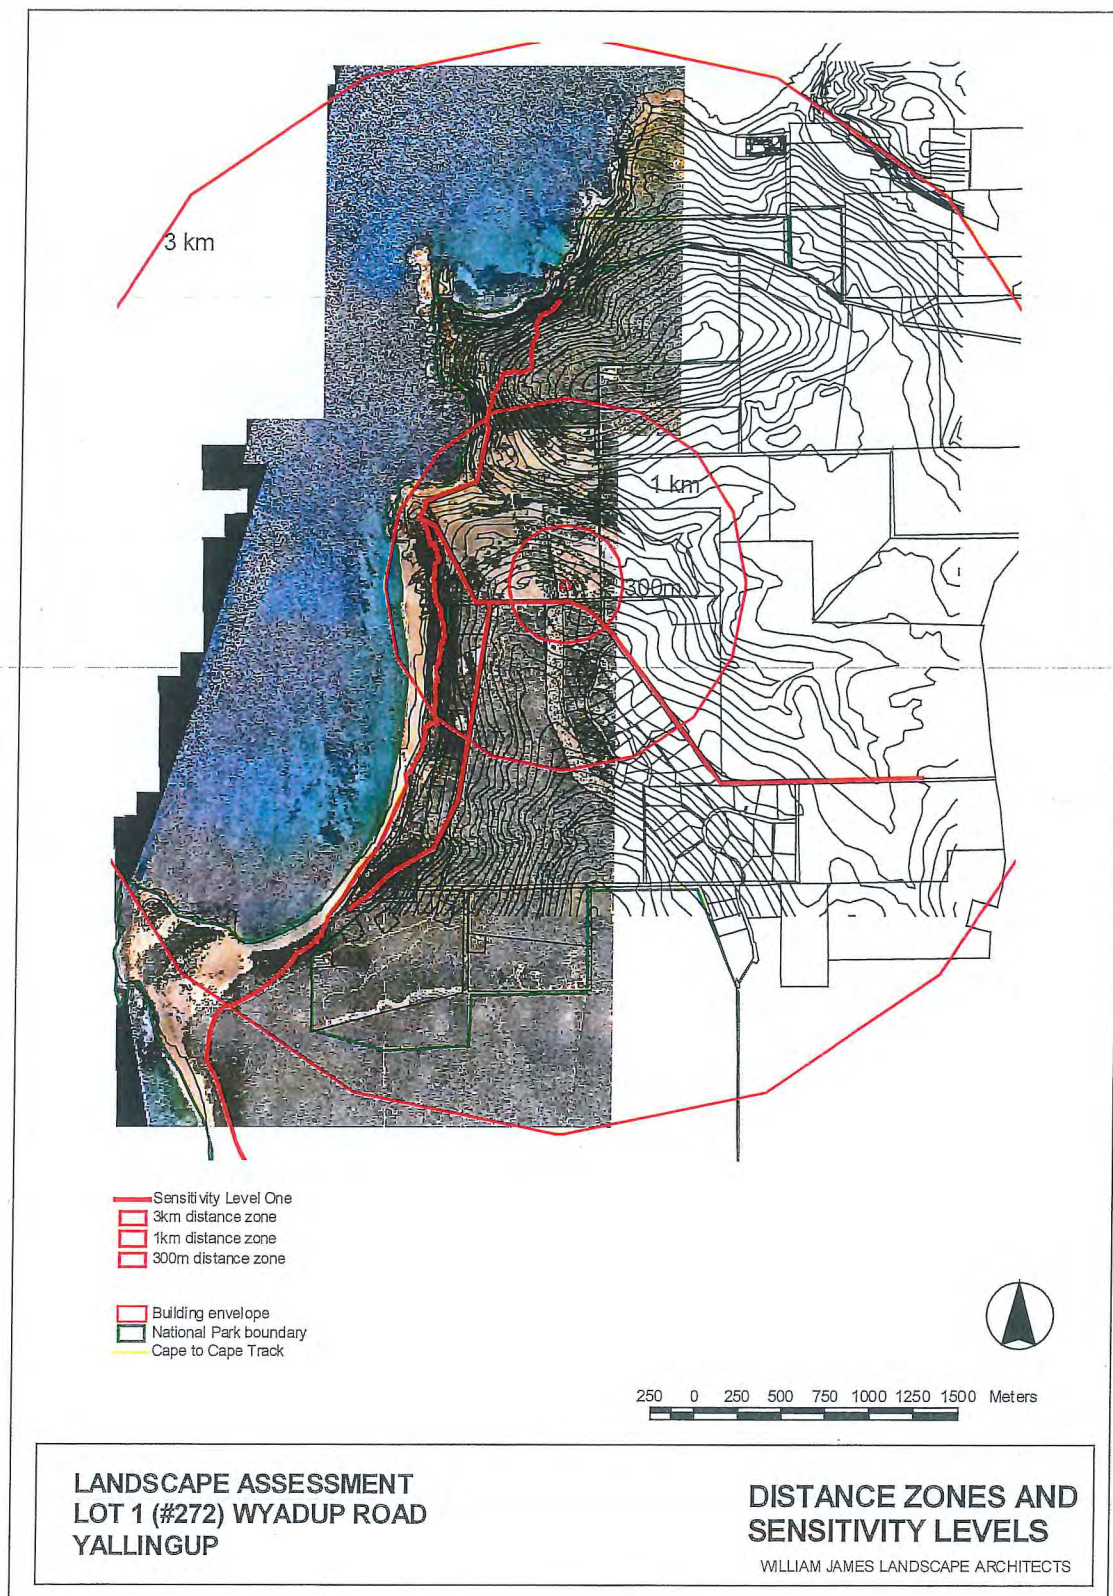 3 km
1 km
300m
Sensitivity Level One
3km distance zone
1km distance zone
300m distance zone
Building envelope
National Park boundary
Cape to Cape Track
250 0 250 500 750 1000 1250 1500 Meters
LANDSCAPE ASSESSMENT
LOT 1 (#272) WYADUP ROAD
YALLINGUP
DISTANCE ZONES AND
SENSITIVITY LEVELS
WILLIAM JAMES LANDSCAPE ARCHITECTS